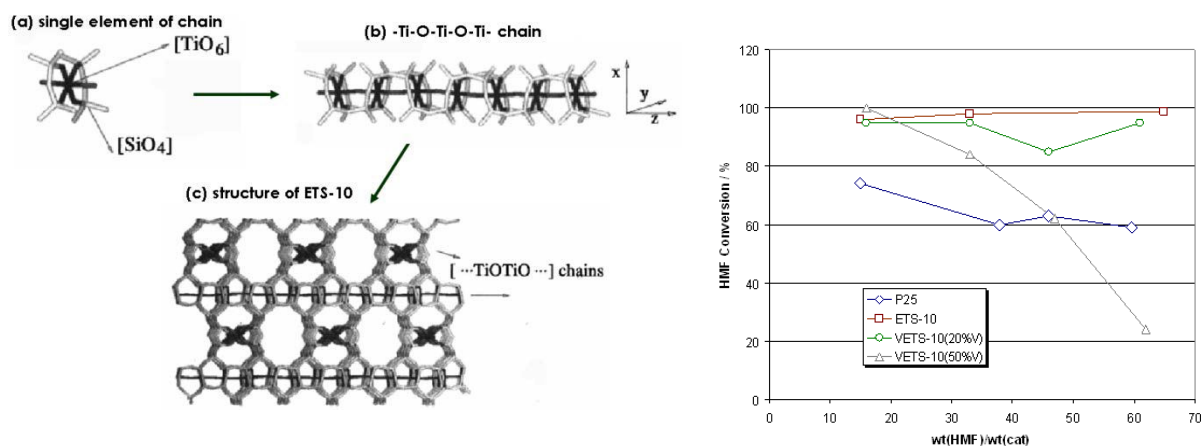 (a) single element of chain
[TiO6]
[SiO4]
(b) -Ti-O-Ti-O-Ti- chain
x
y
z
(c) structure of ETS-10
[ ···TiOTiO ···] chains
120
100
80
60
40
20
0
HMF Conversion / %
P25
ETS-10
VETS-10(20%V)
VETS-10(50%V)
0 10 20 30 40 50 60 70
wt(HMF)/wt(cat)